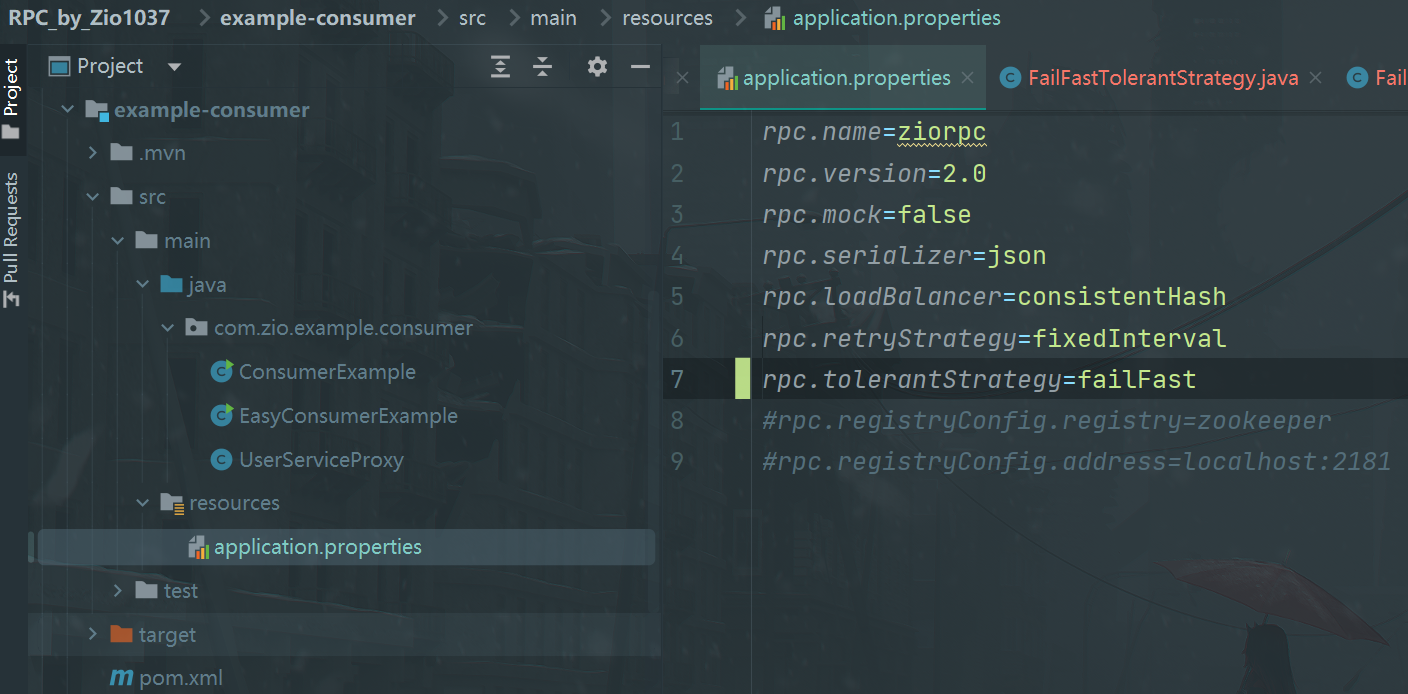 RPC_by_Zio1037 example-consumer src main resources application.properties
Project
Pull Requests
Project
example-consumer
.mvn
src
main
java
com.zio.example.consumer
ConsumerExample
EasyConsumerExample
UserServiceProxy
resources
application.properties
test
target
pom.xml
application.properties FailFastTolerantStrategy.java Fail
1 rpc.name=ziorpc
2 rpc.version=2.0
3 rpc.mock=false
4 rpc.serializer=json
5 rpc.loadBalancer=consistentHash
6 rpc.retryStrategy=fixedInterval
7 rpc.tolerantStrategy=failFast
8 #rpc.registryConfig.registry=zookeeper
9 #rpc.registryConfig.address=localhost:2181